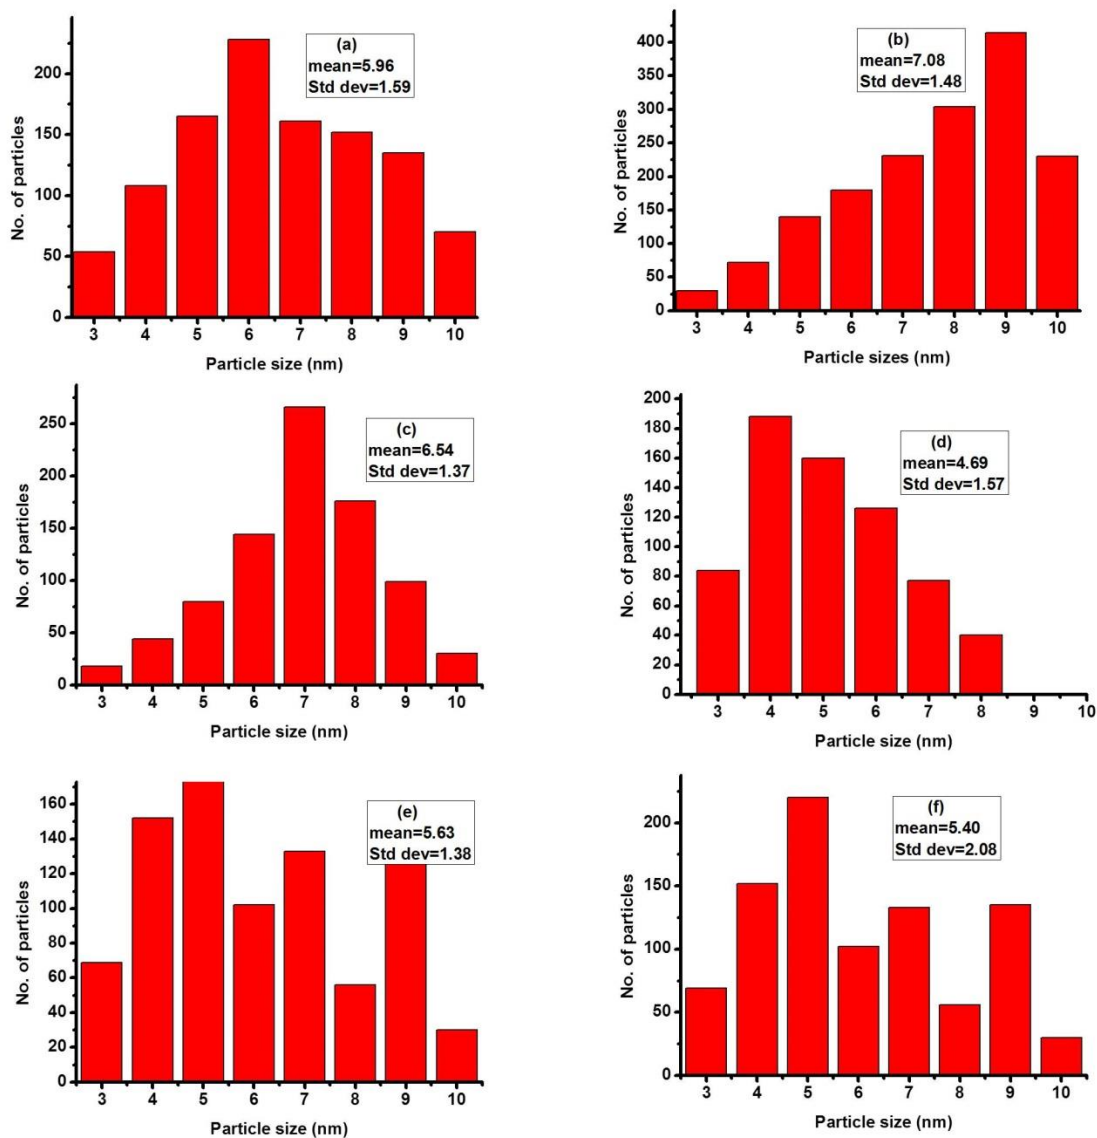 (a)
mean=5.96
Std dev=1.59
No. of particles
200
150
100
50
0
3 4 5 6 7 8 9 10
Particle size (nm)
(b)
mean=7.08
Std dev=1.48
No. of particles
400
350
300
250
200
150
100
50
0
3 4 5 6 7 8 9 10
Particle sizes (nm)
(c)
mean=6.54
Std dev=1.37
No. of particles
250
200
150
100
50
0
3 4 5 6 7 8 9 10
Particle size (nm)
(d)
mean=4.69
Std dev=1.57
No. of particles
200
180
160
140
120
100
80
60
40
20
0
3 4 5 6 7 8 9 10
Particle size (nm)
(e)
mean=5.63
Std dev=1.38
No. of particles
160
140
120
100
80
60
40
20
0
3 4 5 6 7 8 9 10
Particle size (nm)
(f)
mean=5.40
Std dev=2.08
No. of particles
200
150
100
50
0
3 4 5 6 7 8 9 10
Particle size (nm)